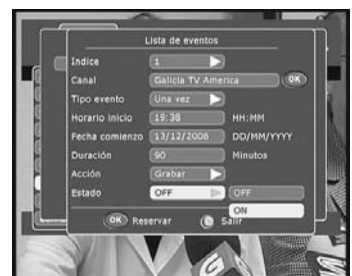 Lista de eventos
Indice 1
Canal Galicia TV America OK
Tipo evento Una vez
Horario inicio 19:38 HH:MM
Fecha comienzo 13/12/2006 DD/MM/YYYY
Duración 90 Minutos
Acción Grabar
Estado OFF OFF
ON
OK Reservar Salir